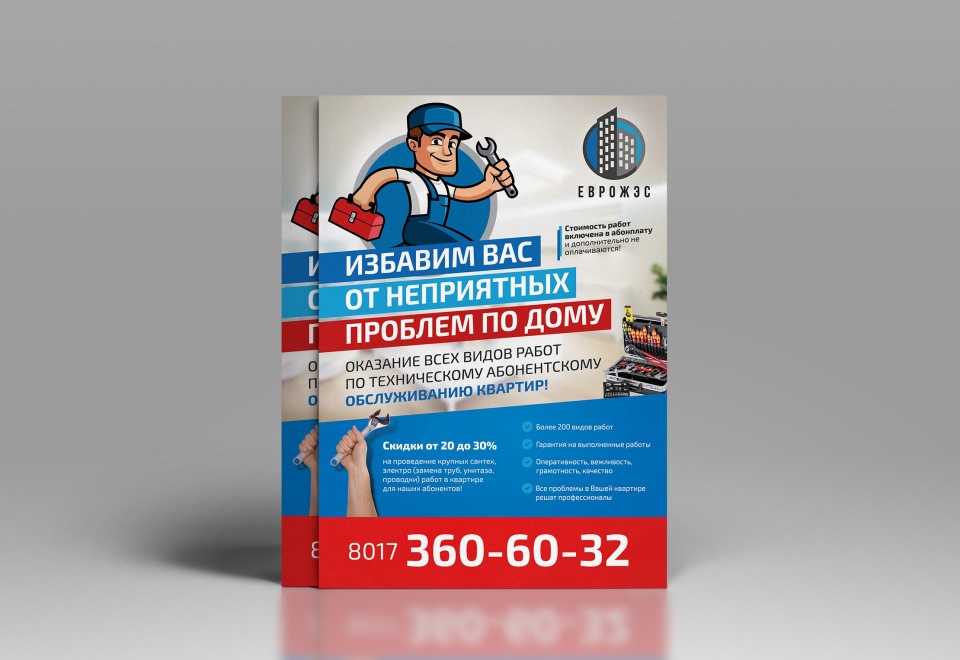 ЕВРОЖЭС
Стоимость работ
включена в абонплату
и дополнительно не
оплачиваются!
ИЗБАВИМ ВАС
ОТ НЕПРИЯТНЫХ
ПРОБЛЕМ ПО ДОМУ
ОКАЗАНИЕ ВСЕХ ВИДОВ РАБОТ
ПО ТЕХНИЧЕСКОМУ АБОНЕНТСКОМУ
ОБСЛУЖИВАНИЮ КВАРТИР!
Скидки от 20 до 30%
на проведение крупных сантех,
электро (замена труб, унитаза,
проводки) работ в квартире
для наших абонентов!
Более 200 видов работ
Гарантия на выполненные работы
Оперативность, вежливость,
грамотность, качество
Все проблемы в Вашей квартире
решат профессионалы
8017 360-60-32